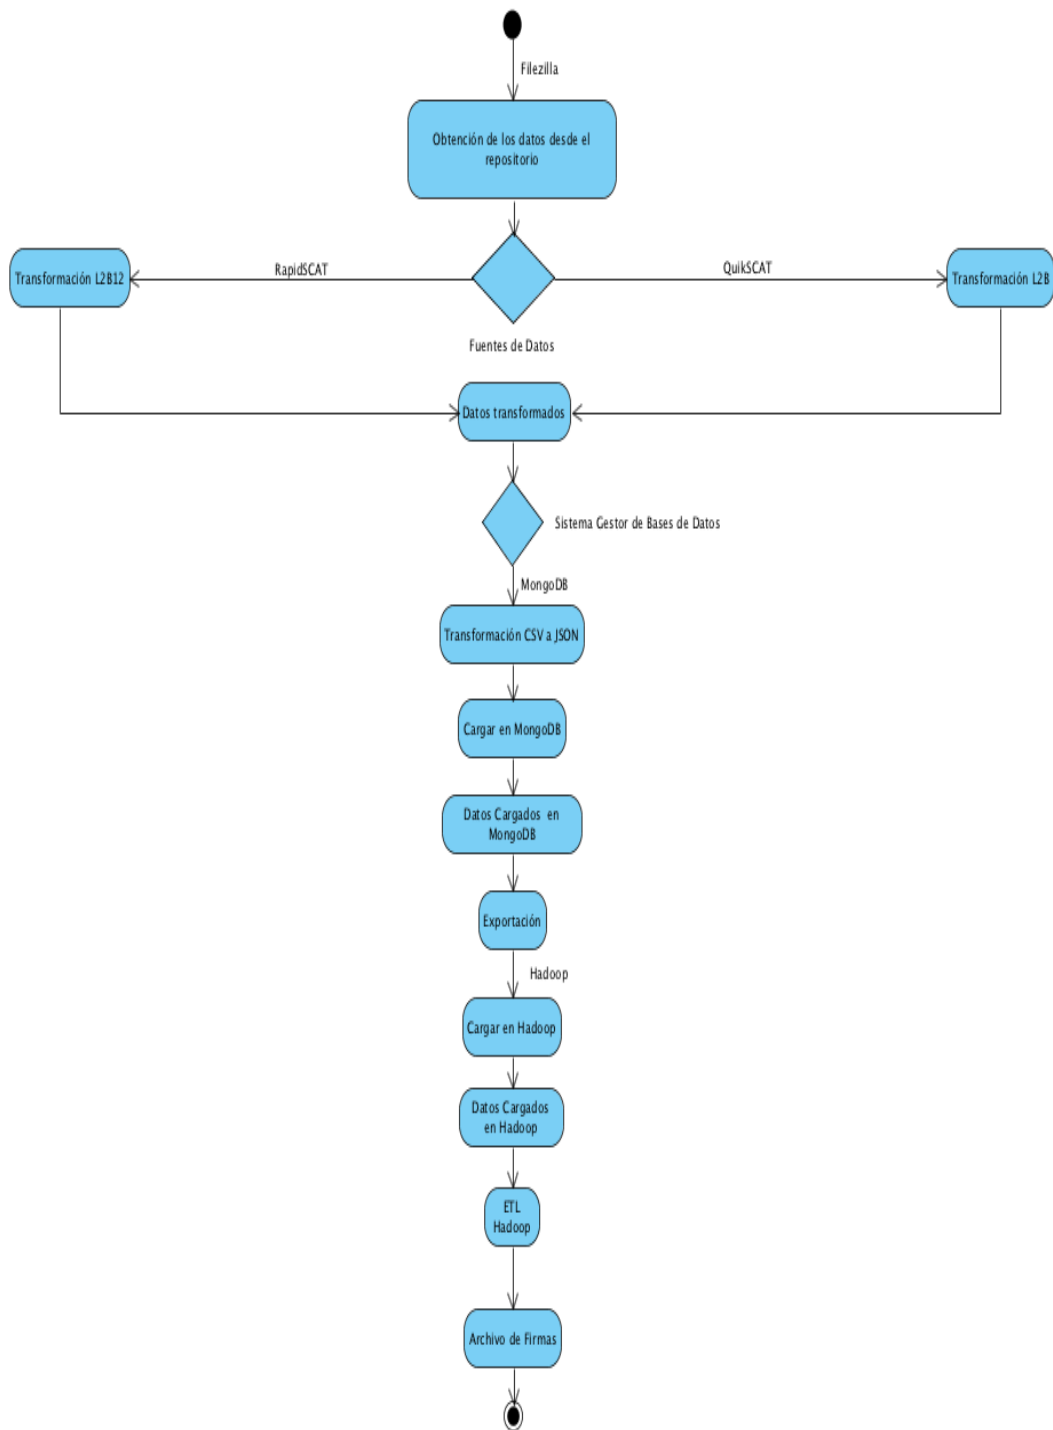 Filezilla
Obtención de los datos desde el
repositorio
RapidSCAT
QuikSCAT
Transformación L2B12
Transformación L2B
Fuentes de Datos
Datos transformados
Sistema Gestor de Bases de Datos
MongoDB
Transformación CSV a JSON
Cargar en MongoDB
Datos Cargados en
MongoDB
Exportación
Hadoop
Cargar en Hadoop
Datos Cargados
en Hadoop
ETL
Hadoop
Archivo de Firmas